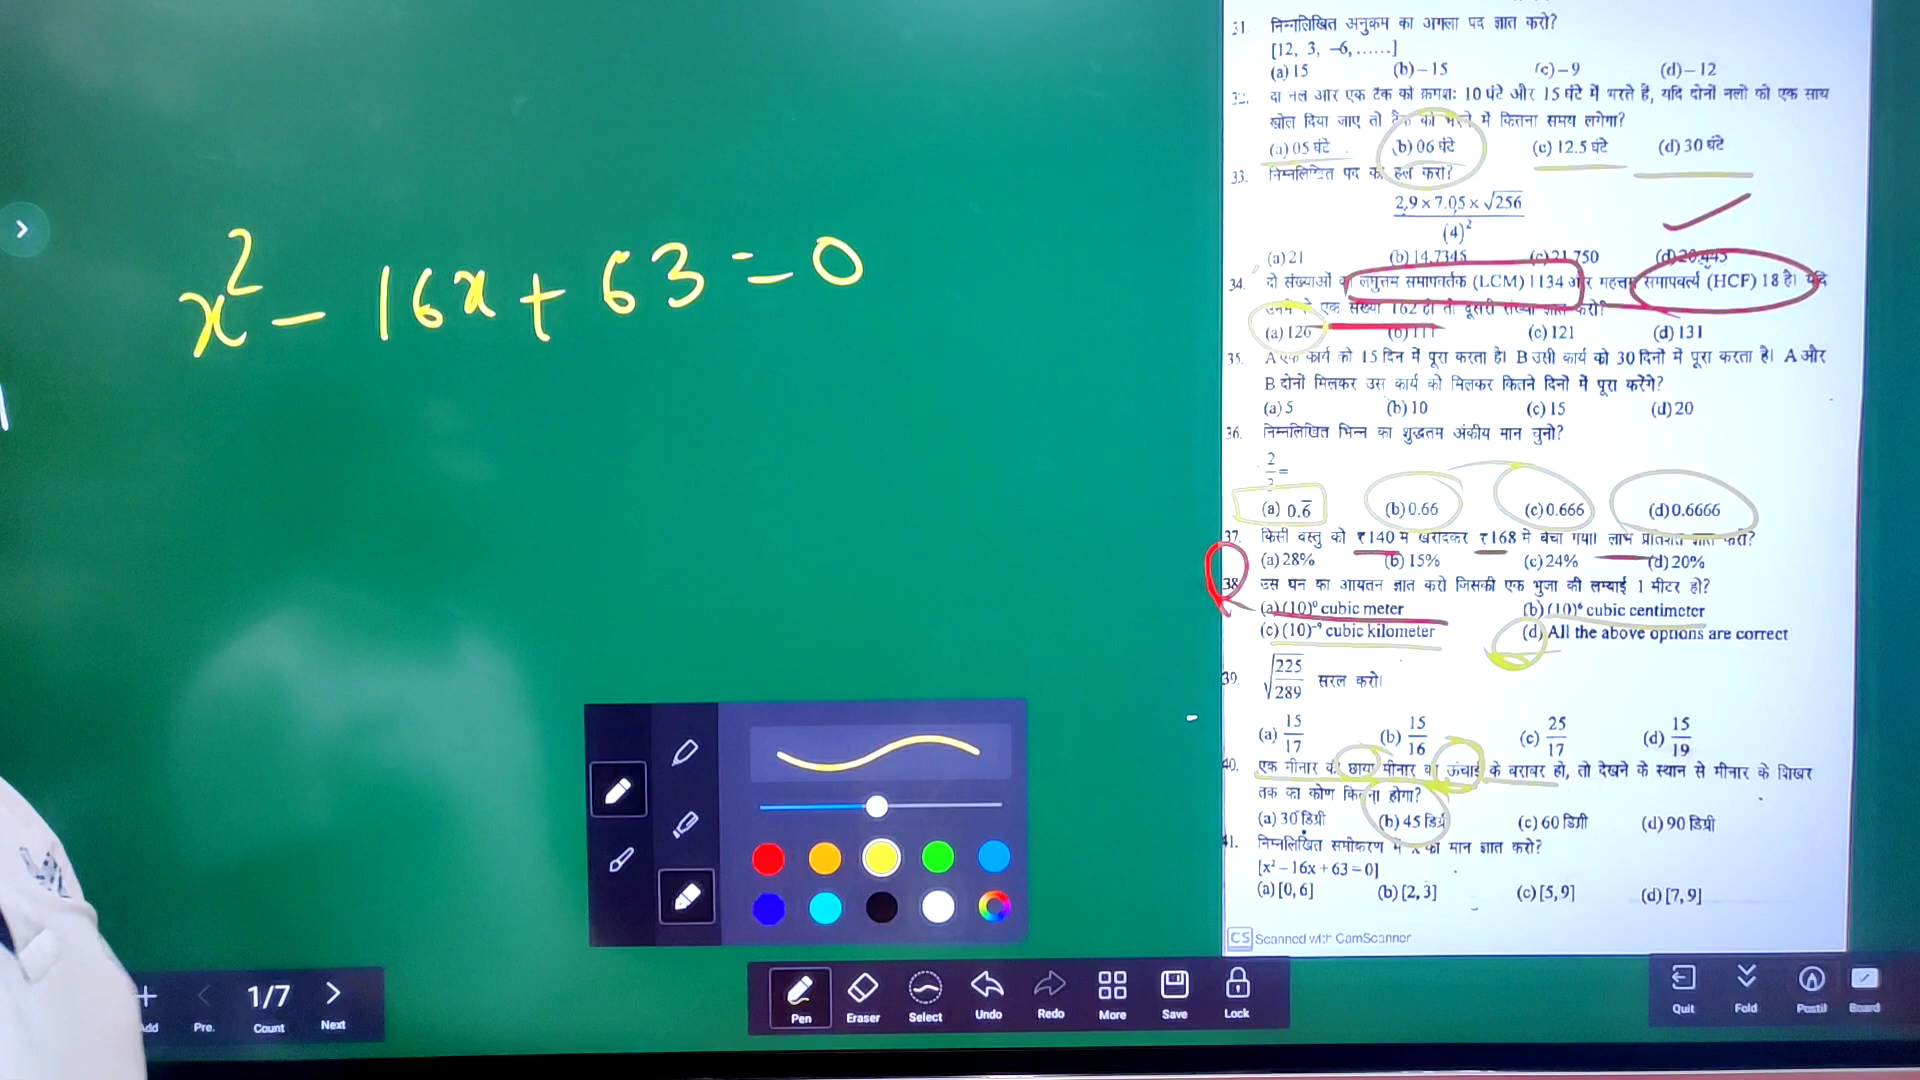 x² – 16x + 63 = 0
31. निम्नलिखित अनुक्रम का अगला पद ज्ञात करो?
[12, 3, –6,......]
(a) 15 (b) – 15 (c) – 9 (d) – 12
32. दो नल और एक टैंक को क्रमशः 10 घंटे और 15 घंटे में भरते हैं, यदि दोनों नलों को एक साथ
खोल दिया जाए तो टैंक को भरने में कितना समय लगेगा?
(a) 05 घंटे (b) 06 घंटे (c) 12.5 घंटे (d) 30 घंटे
33. निम्नलिखित पद को हल करो?
2.9 × 7.05 × √256
(4)²
(a) 21 (b) 14.7345 (c) 21.750 (d) 20.445
34. दो संख्याओं का लघुत्तम समापवर्तक (LCM) 1134 और महत्तम समापवर्त्य (HCF) 18 है। यदि
उनमें से एक संख्या 162 हो तो दूसरी संख्या ज्ञात करो?
(a) 126 (b) 111 (c) 121 (d) 131
35. A एक कार्य को 15 दिन में पूरा करता है। B उसी कार्य को 30 दिनों में पूरा करता है। A और
B दोनों मिलकर उस कार्य को मिलकर कितने दिनों में पूरा करेंगे?
(a) 5 (b) 10 (c) 15 (d) 20
36. निम्नलिखित भिन्न का शुद्धतम अंकीय मान चुनो?
2/3 =
(a) 0.6̅ (b) 0.66 (c) 0.666 (d) 0.6666
37. किसी वस्तु को ₹140 में खरीदकर ₹168 में बेचा गया। लाभ प्रतिशत ज्ञात करो?
(a) 28% (b) 15% (c) 24% (d) 20%
38. उस घन का आयतन ज्ञात करो जिसकी एक भुजा की लम्बाई 1 मीटर हो?
(a) (10)⁰ cubic meter (b) (10)⁶ cubic centimeter
(c) (10)⁻⁹ cubic kilometer (d) All the above options are correct
39. √225/289 सरल करो।
(a) 15/17 (b) 15/16 (c) 25/17 (d) 15/19
40. एक मीनार की छाया मीनार की ऊंचाई के बराबर हो, तो देखने के स्थान से मीनार के शिखर
तक का कोण कितना होगा?
(a) 30 डिग्री (b) 45 डिग्री (c) 60 डिग्री (d) 90 डिग्री
41. निम्नलिखित समीकरण में x का मान ज्ञात करो?
[x² – 16x + 63 = 0]
(a) [0, 6] (b) [2, 3] (c) [5, 9] (d) [7, 9]
CS Scanned with CamScanner
1/7
Add Pre. Count Next
Pen Eraser Select Undo Redo More Save Lock
Quit Fold Postil Board